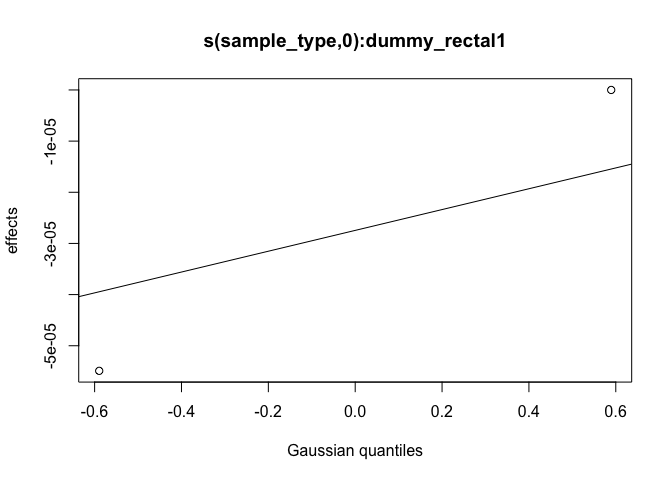 s(sample_type,0):dummy_rectal1
effects
-1e-05
-3e-05
-5e-05
-0.6 -0.4 -0.2 0.0 0.2 0.4 0.6
Gaussian quantiles